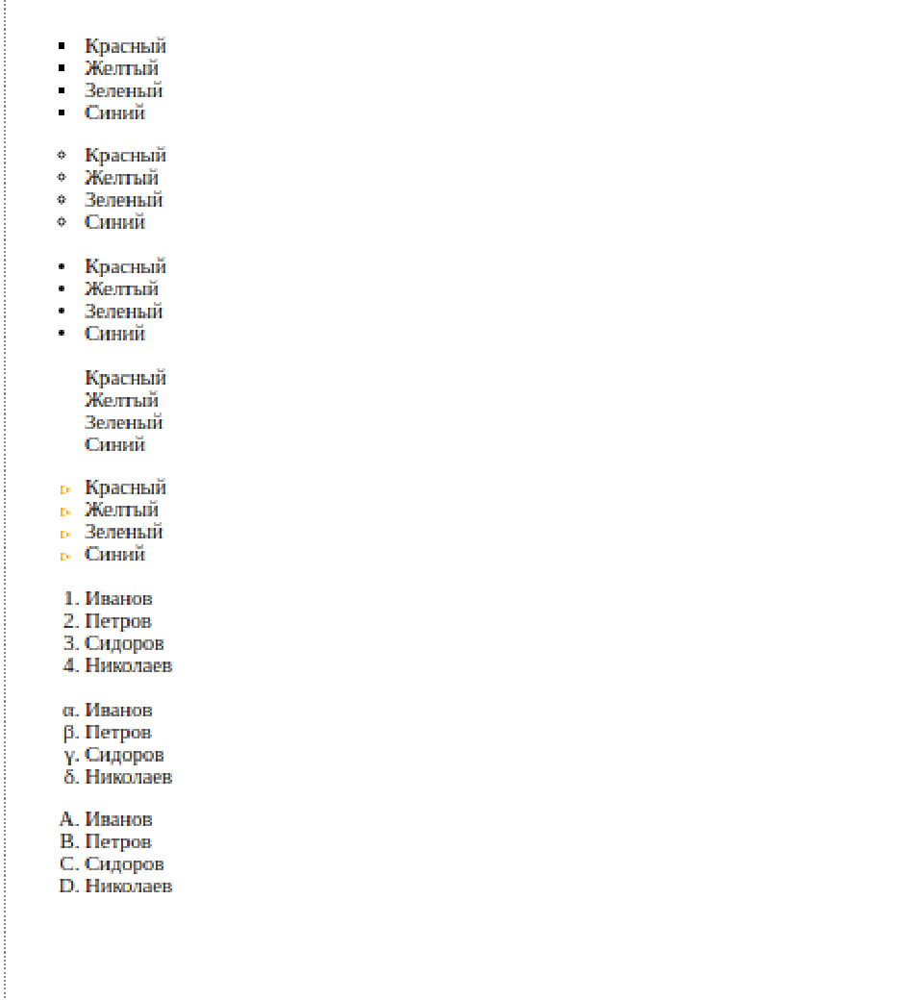 ▪ Красный
▪ Желтый
▪ Зеленый
▪ Синий
◦ Красный
◦ Желтый
◦ Зеленый
◦ Синий
• Красный
• Желтый
• Зеленый
• Синий
Красный
Желтый
Зеленый
Синий
Красный
Желтый
Зеленый
Синий
1. Иванов
2. Петров
3. Сидоров
4. Николаев
α. Иванов
β. Петров
γ. Сидоров
δ. Николаев
A. Иванов
B. Петров
C. Сидоров
D. Николаев